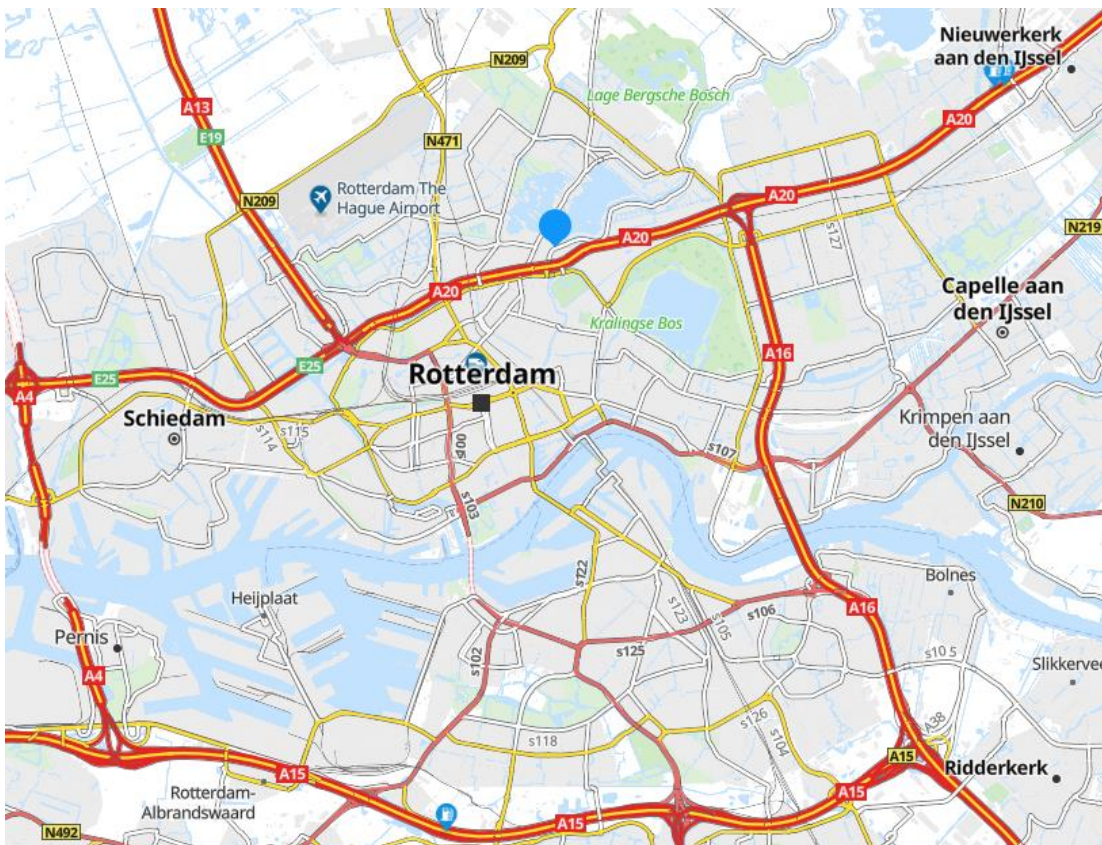 Nieuwerkerk
aan den IJssel
N209
Lage Bergsche Bosch
A13
E19
A20
N471
Rotterdam The
Hague Airport
A20
N209
N219
s127
A20
Capelle aan
den IJssel
A20
Kralingse Bos
A16
E25
Rotterdam
E25
A4
Schiedam
s114
s115
s100
Krimpen aan
den IJssel
s107
s103
N210
s122
Bolnes
Heijplaat
s123
s105
s106
A16
Pernis
s125
s102
s10 5
Slikkervee
A4
s126
A38
s118
s104
A15
A15
Ridderkerk
Rotterdam-
Albrandswaard
A15
A15
N492